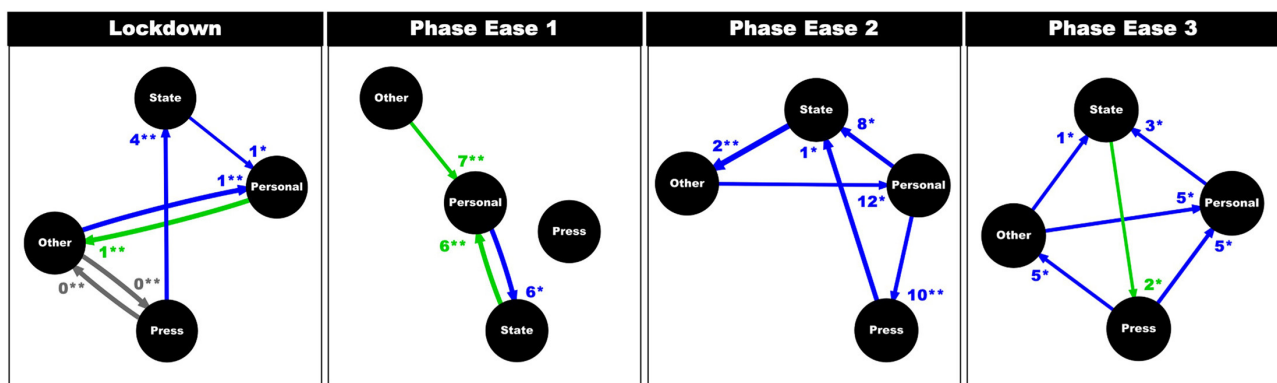 Lockdown
State
4**
1*
1**
Personal
Other
1**
0**
0**
Press
Phase Ease 1
Other
7**
Personal
Press
6**
6*
State
Phase Ease 2
State
8*
2**
1*
Other
Personal
12*
10**
Press
Phase Ease 3
State
1*
3*
5*
Personal
Other
5*
5*
2*
Press